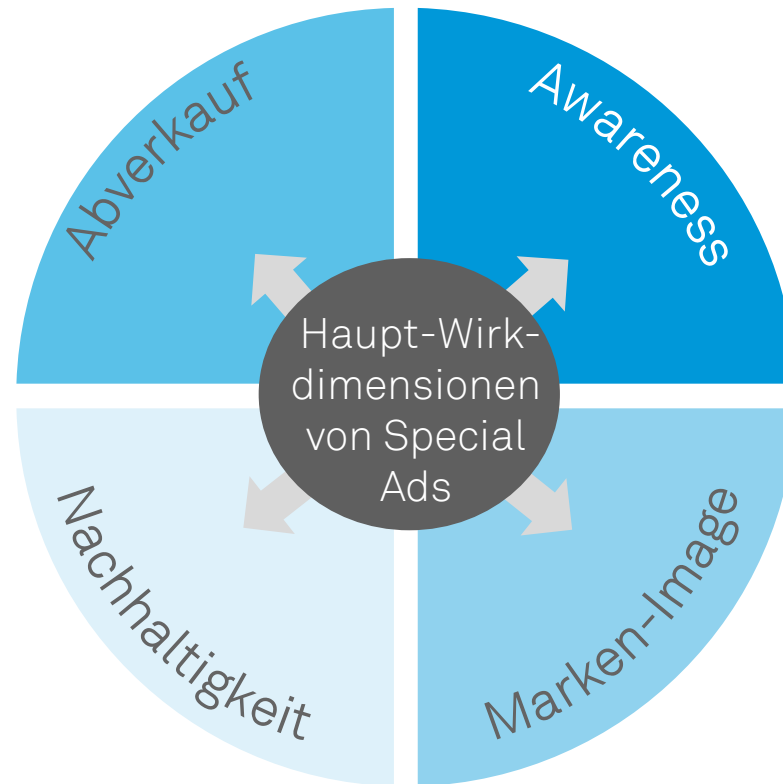 Abverkauf
Awareness
Haupt-Wirk-
dimensionen
von Special
Ads
Nachhaltigkeit
Marken-Image